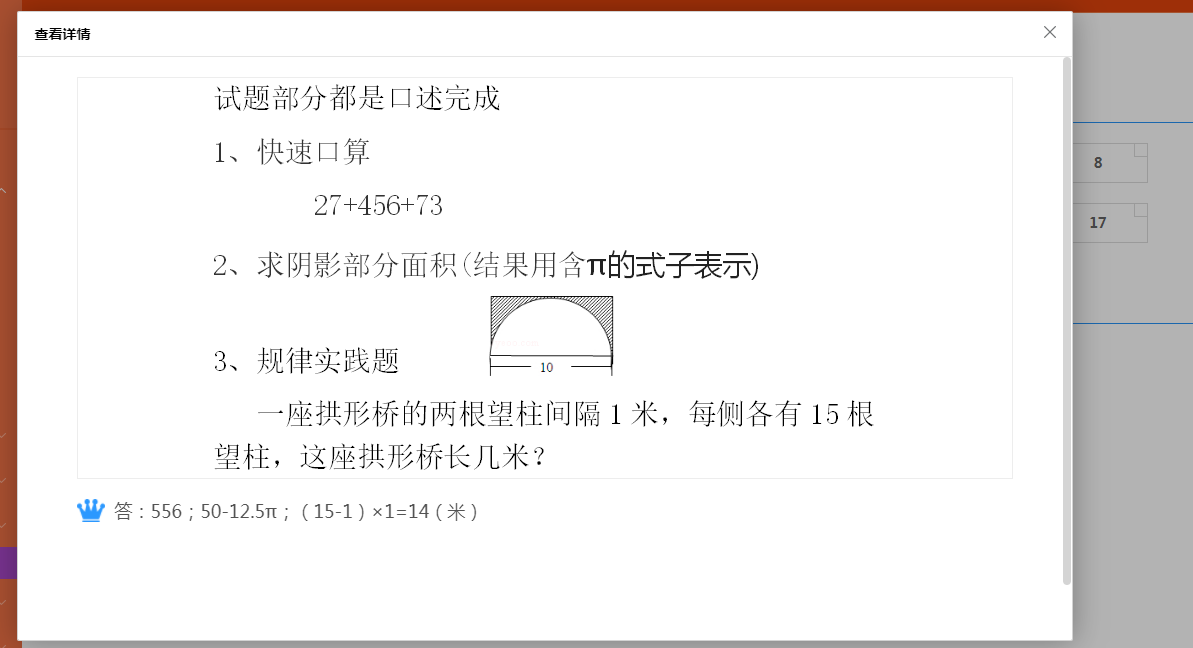 查看详情
试题部分都是口述完成
1、快速口算
27+456+73
2、求阴影部分面积(结果用含π的式子表示)
10
3、规律实践题
一座拱形桥的两根望柱间隔1米，每侧各有15根
望柱，这座拱形桥长几米？
答：556；50-12.5π；（15-1）×1=14（米）
8
17